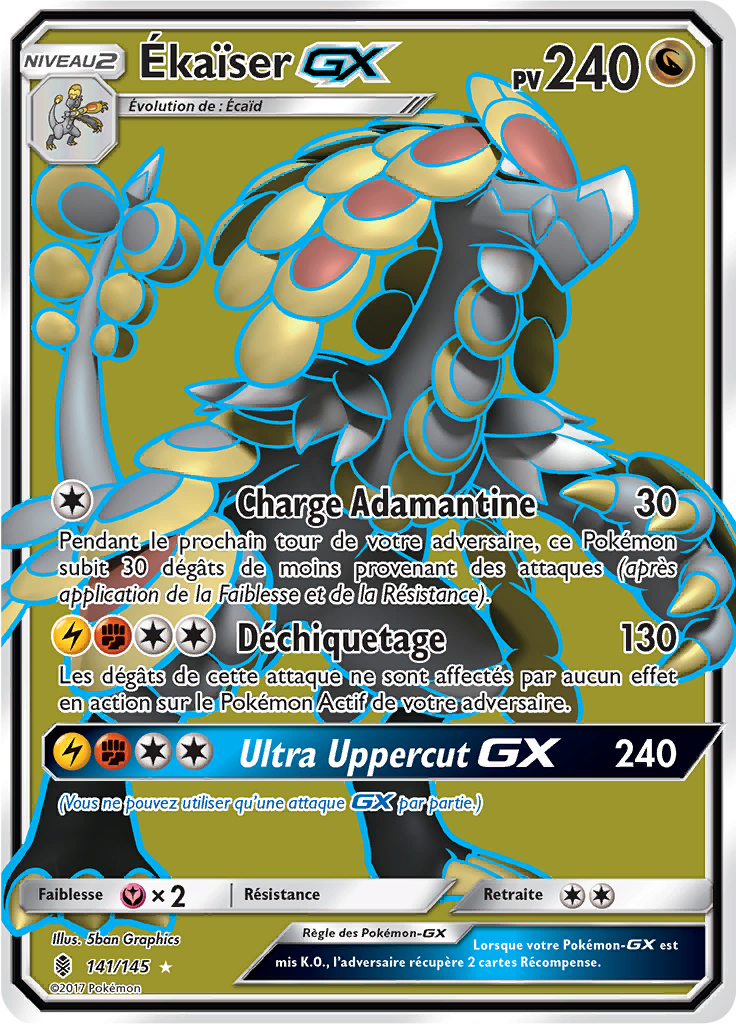 NIVEAU 2 Ékaïser GX PV 240
Évolution de : Écaïd
Charge Adamantine 30
Pendant le prochain tour de votre adversaire, ce Pokémon
subit 30 dégâts de moins provenant des attaques (après
application de la Faiblesse et de la Résistance).
Déchiquetage 130
Les dégâts de cette attaque ne sont affectés par aucun effet
en action sur le Pokémon Actif de votre adversaire.
Ultra Uppercut GX 240
(Vous ne pouvez utiliser qu'une attaque GX par partie.)
Faiblesse × 2 Résistance Retraite
Illus. 5ban Graphics
141/145
©2017 Pokémon
Règle des Pokémon-GX
Lorsque votre Pokémon-GX est
mis K.O., l'adversaire récupère 2 cartes Récompense.